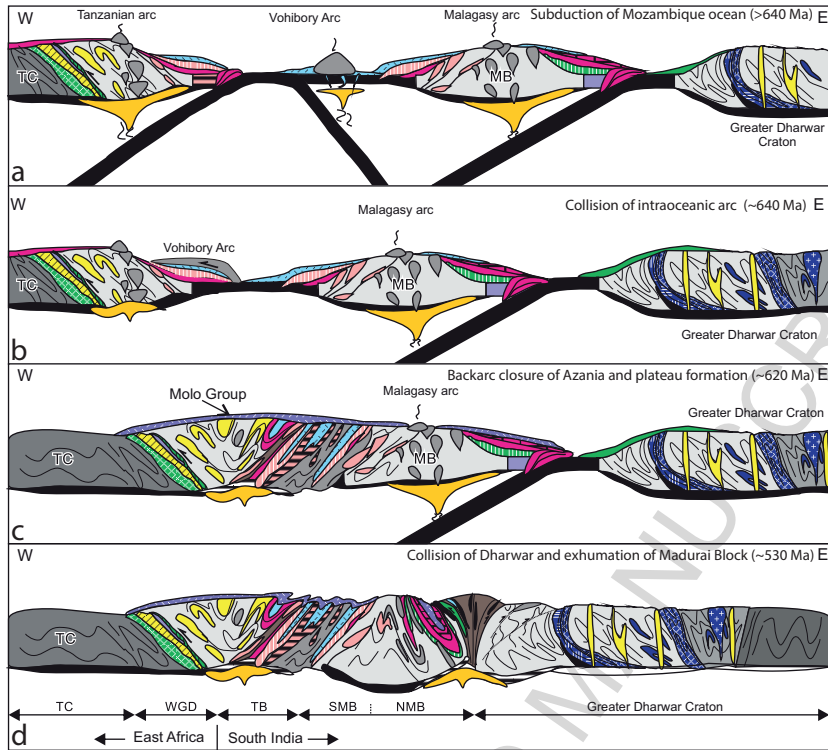 W
Tanzanian arc
Vohibory Arc
Malagasy arc
Subduction of Mozambique ocean (>640 Ma)
E
TC
MB
Greater Dharwar
Craton
a
W
Malagasy arc
Collision of intraoceanic arc (~640 Ma)
E
Vohibory Arc
TC
MB
Greater Dharwar Craton
b
W
Backarc closure of Azania and plateau formation (~620 Ma)
E
Molo Group
Malagasy arc
Greater Dharwar Craton
TC
MB
c
W
Collision of Dharwar and exhumation of Madurai Block (~530 Ma)
E
TC
TC
WGD
TB
SMB
NMB
Greater Dharwar Craton
d
East Africa
South India
MANUSCR